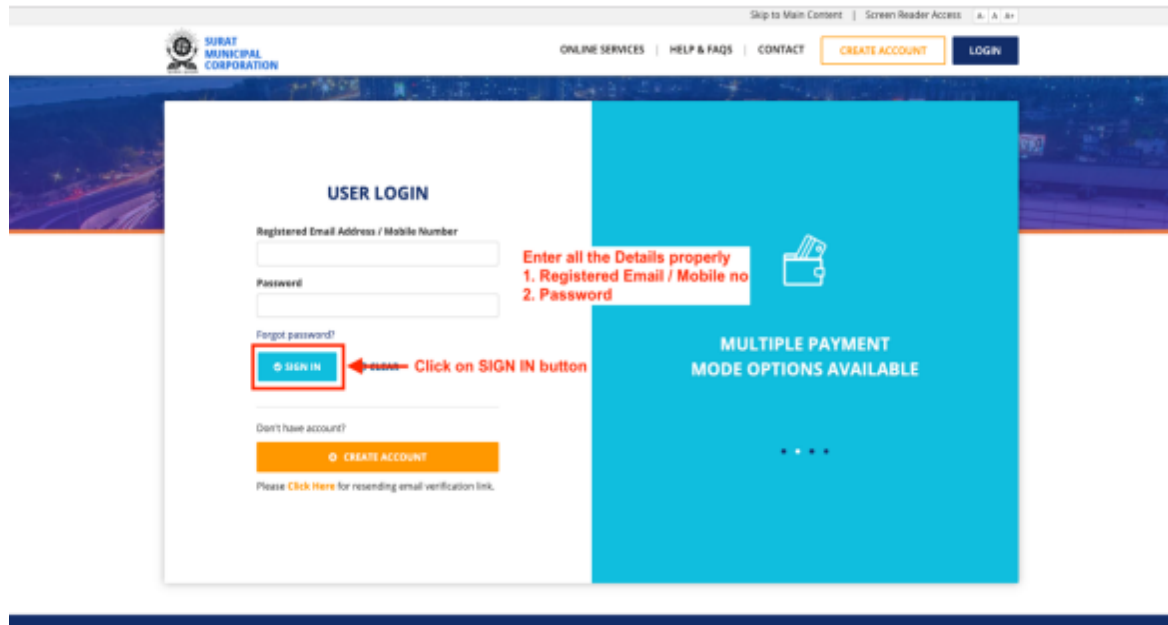 Skip to Main Content | Screen Reader Access A- A A+
SURAT
MUNICIPAL
CORPORATION
ONLINE SERVICES | HELP & FAQS | CONTACT
CREATE ACCOUNT
LOGIN
USER LOGIN
Registered Email Address / Mobile Number
Enter all the Details properly
1. Registered Email / Mobile no
2. Password
Password
Forgot password?
SIGN IN
CLEAR
Click on SIGN IN button
MULTIPLE PAYMENT
MODE OPTIONS AVAILABLE
Don't have account?
CREATE ACCOUNT
Please Click Here for resending email verification link.